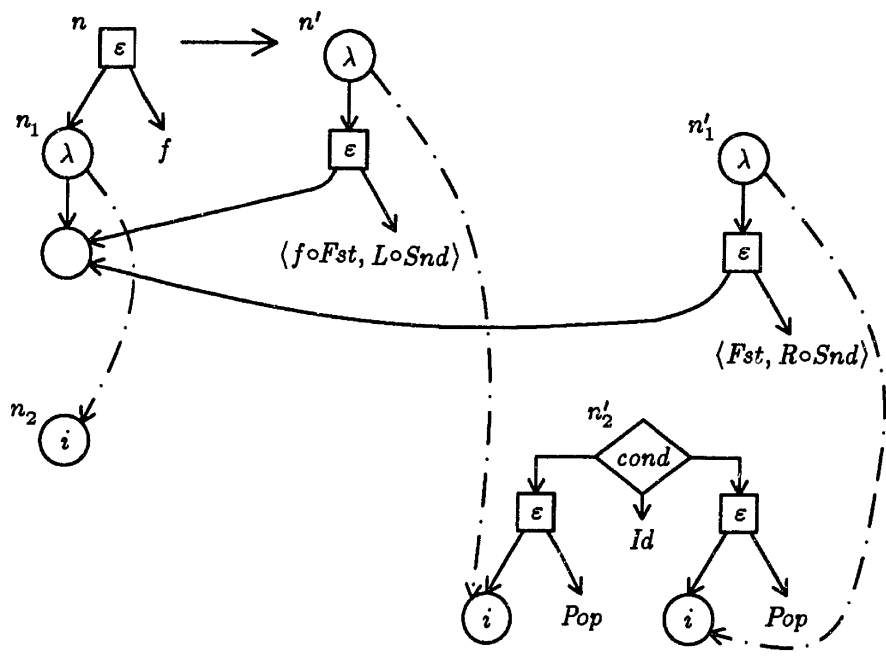 n
ε
n′
λ
n₁
λ
f
ε
n′₁
λ
⟨f∘Fst, L∘Snd⟩
ε
⟨Fst, R∘Snd⟩
n₂
i
n′₂
cond
ε
ε
Id
i
Pop
i
Pop